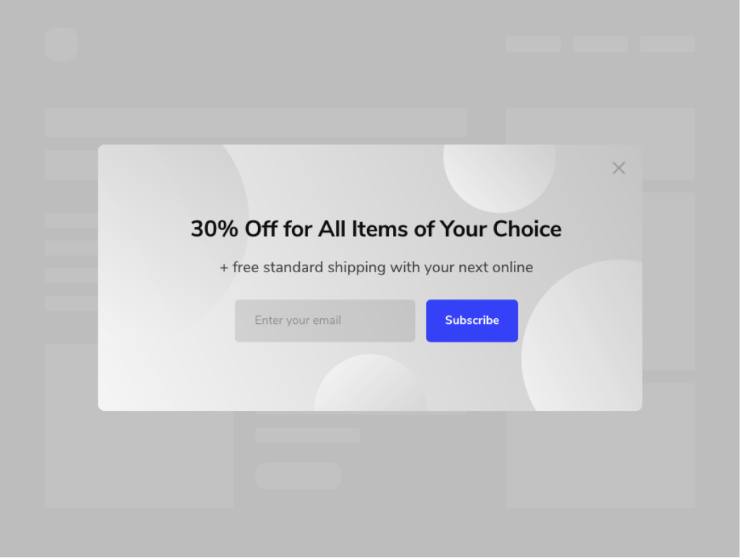 30% Off for All Items of Your Choice
+ free standard shipping with your next online
Enter your email
Subscribe